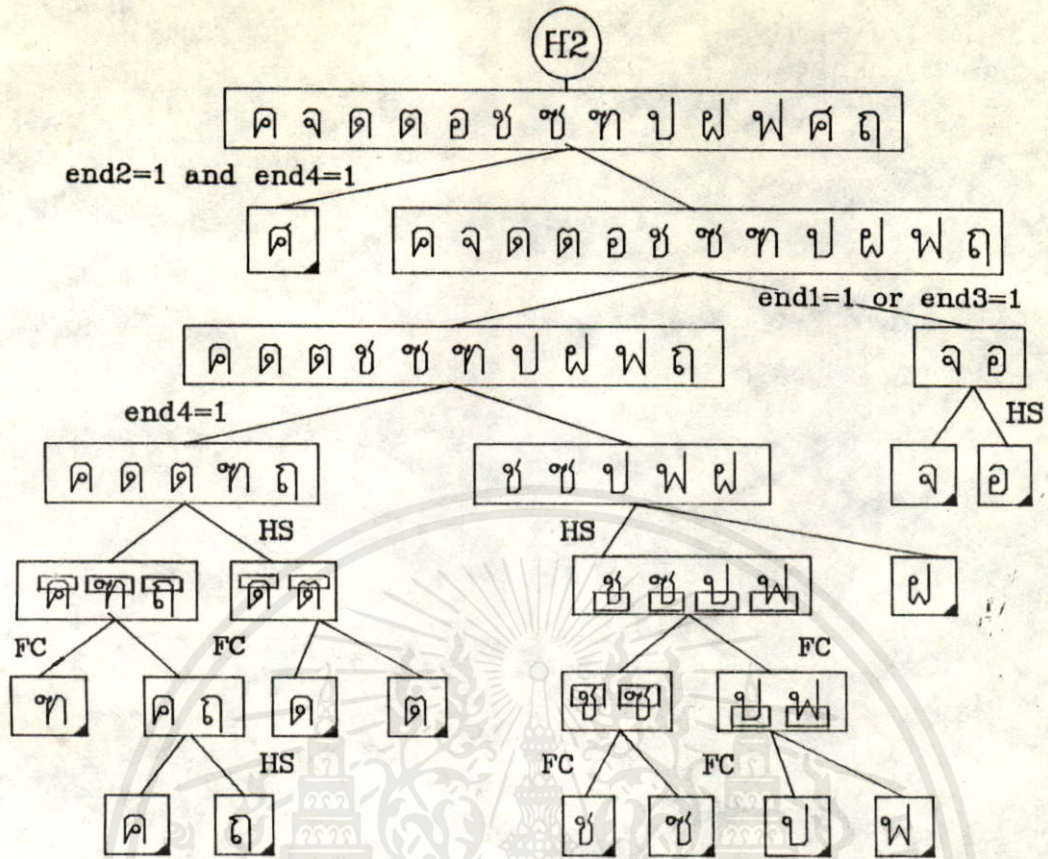 H2
ค จ ด ต อ ช ซ ฑ ป ฝ ฟ ศ ฤ
end2=1 and end4=1
ศ ค จ ด ต อ ช ซ ฑ ป ฝ ฟ ฤ
end1=1 or end3=1
ค ด ต ช ซ ฑ ป ฝ ฟ ฤ จ อ
end4=1 HS
ค ด ต ฑ ฤ ช ซ ป ฟ ฝ จ อ
HS HS
ค ฑ ฤ ด ต ช ซ ป ฟ ฝ
FC FC FC
ฑ ค ฤ ด ต ช ซ ป ฟ
HS FC FC
ค ฤ ช ซ ป ฟ